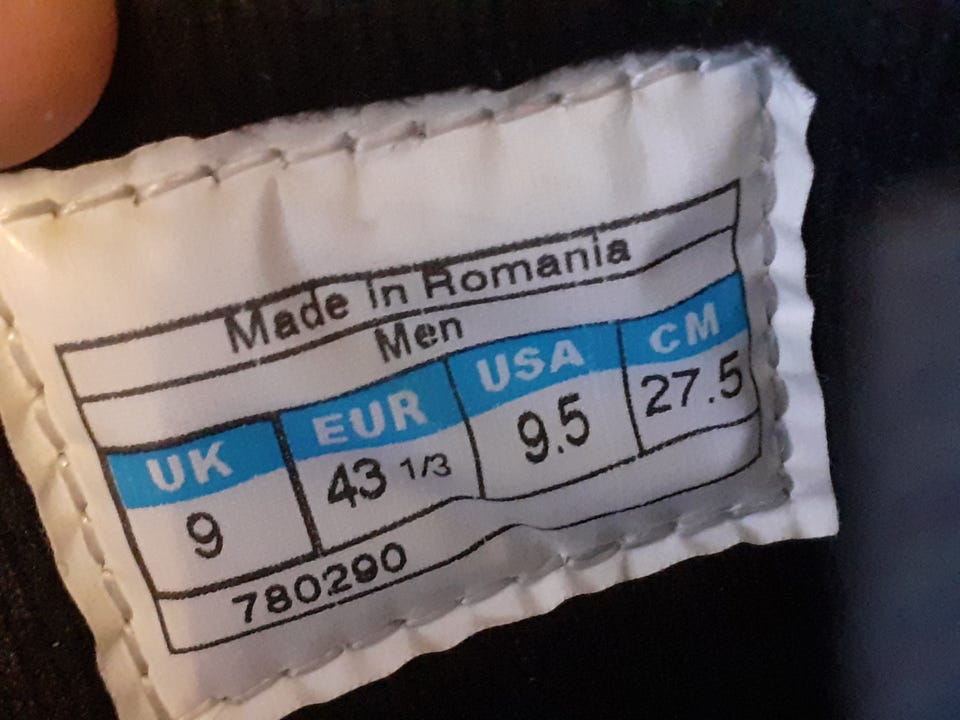 Made in Romania
Men
UK EUR USA CM
9 43 1/3 9.5 27.5
780290